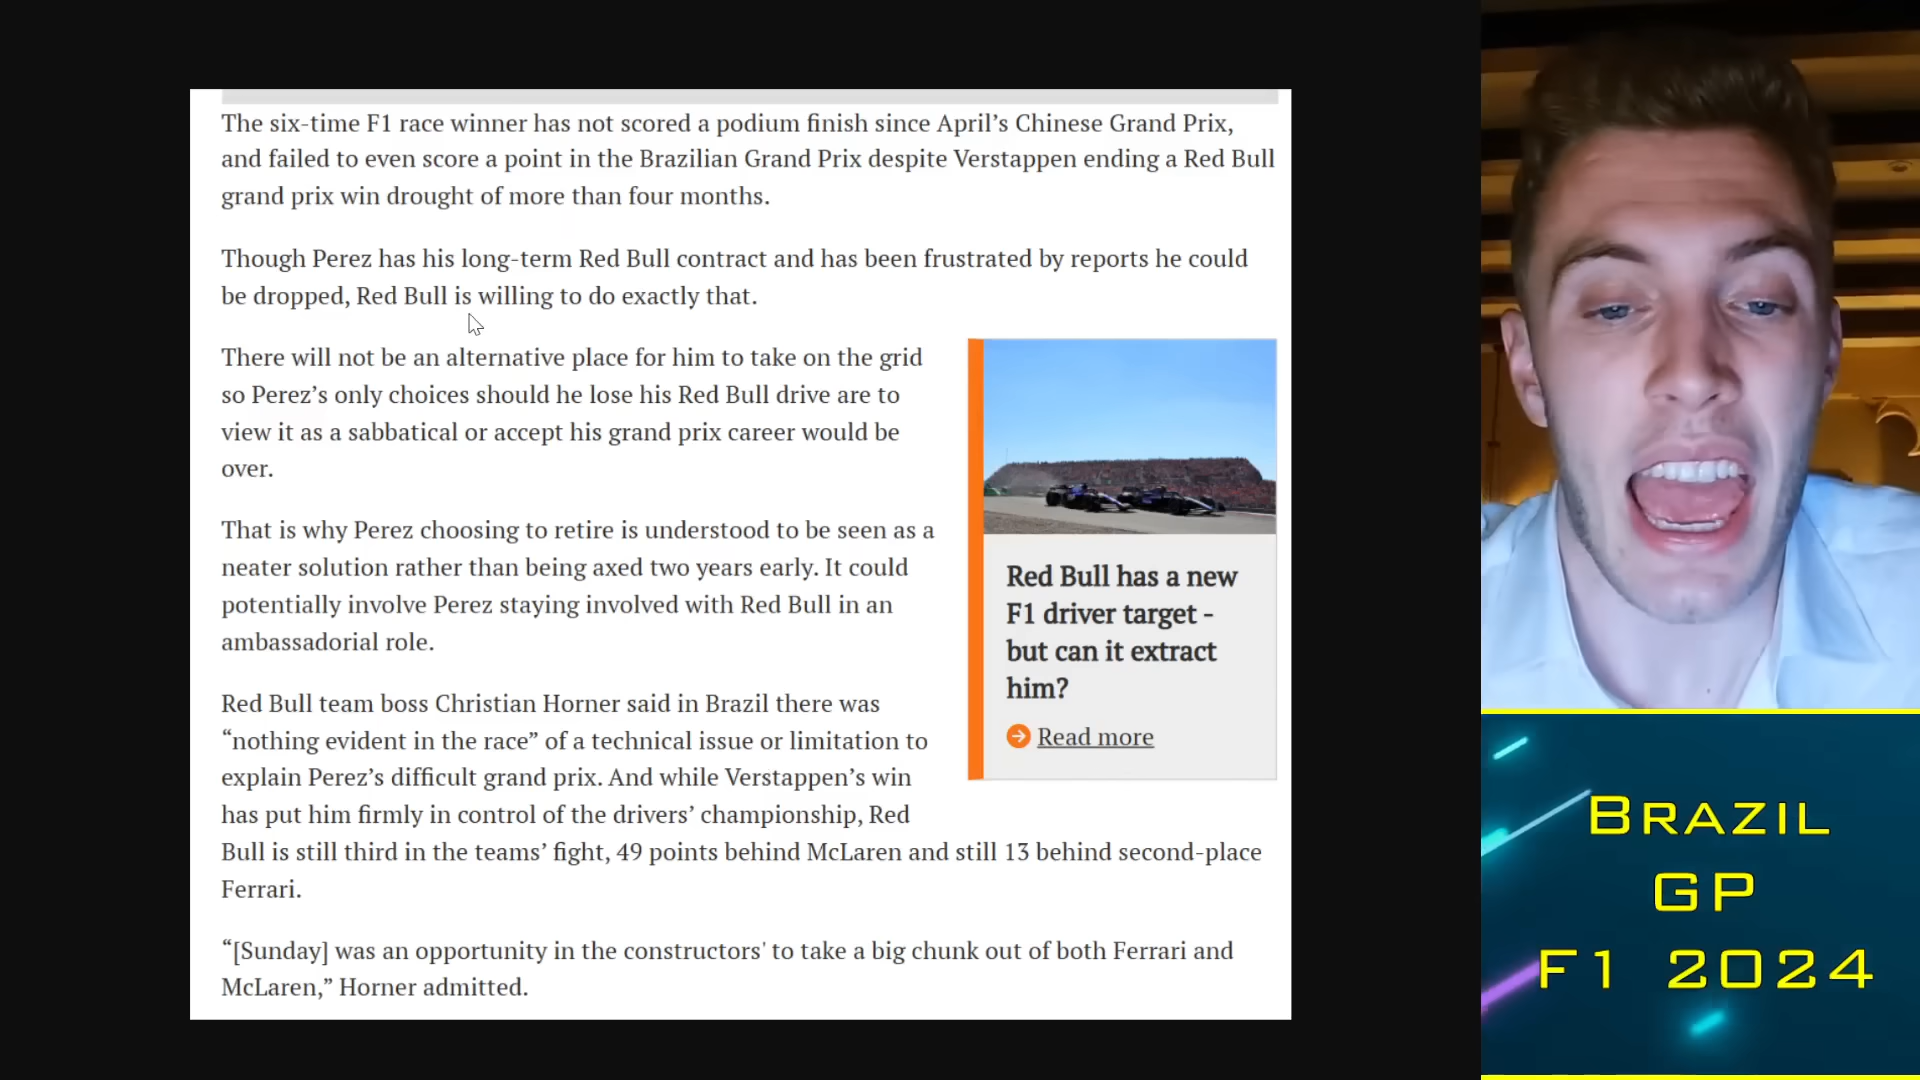 The six-time F1 race winner has not scored a podium finish since April’s Chinese Grand Prix,
and failed to even score a point in the Brazilian Grand Prix despite Verstappen ending a Red Bull
grand prix win drought of more than four months.
Though Perez has his long-term Red Bull contract and has been frustrated by reports he could
be dropped, Red Bull is willing to do exactly that.
There will not be an alternative place for him to take on the grid
so Perez’s only choices should he lose his Red Bull drive are to
view it as a sabbatical or accept his grand prix career would be
over.
That is why Perez choosing to retire is understood to be seen as a
neater solution rather than being axed two years early. It could
potentially involve Perez staying involved with Red Bull in an
ambassadorial role.
Red Bull team boss Christian Horner said in Brazil there was
“nothing evident in the race” of a technical issue or limitation to
explain Perez’s difficult grand prix. And while Verstappen’s win
has put him firmly in control of the drivers’ championship, Red
Bull is still third in the teams’ fight, 49 points behind McLaren and still 13 behind second-place
Ferrari.
“[Sunday] was an opportunity in the constructors' to take a big chunk out of both Ferrari and
McLaren,” Horner admitted.
Red Bull has a new
F1 driver target -
but can it extract
him?
Read more
BRAZIL
GP
F1 2024